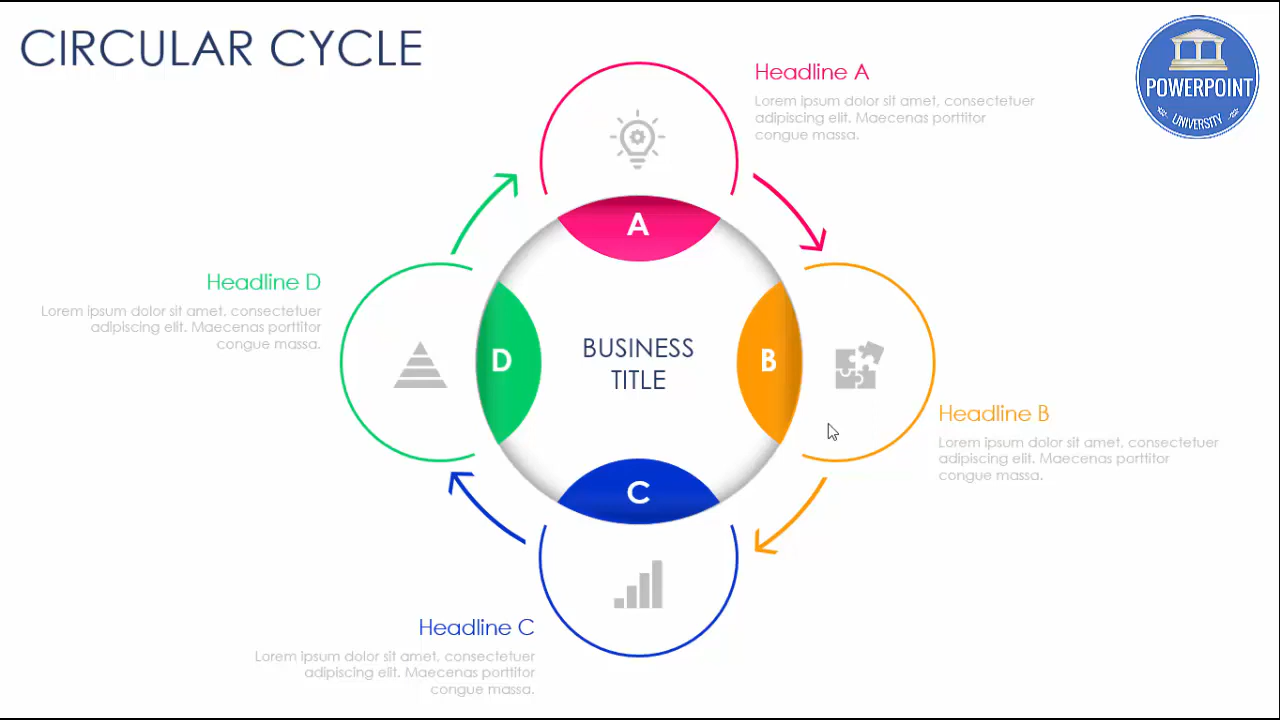 CIRCULAR CYCLE
POWERPOINT
UNIVERSITY
Headline A
Lorem ipsum dolor sit amet, consectetuer
adipiscing elit. Maecenas porttitor
congue massa.
A
Headline D
Lorem ipsum dolor sit amet, consectetuer
adipiscing elit. Maecenas porttitor
congue massa.
D
BUSINESS
TITLE
B
Headline B
Lorem ipsum dolor sit amet, consectetuer
adipiscing elit. Maecenas porttitor
congue massa.
C
Headline C
Lorem ipsum dolor sit amet, consectetuer
adipiscing elit. Maecenas porttitor
congue massa.